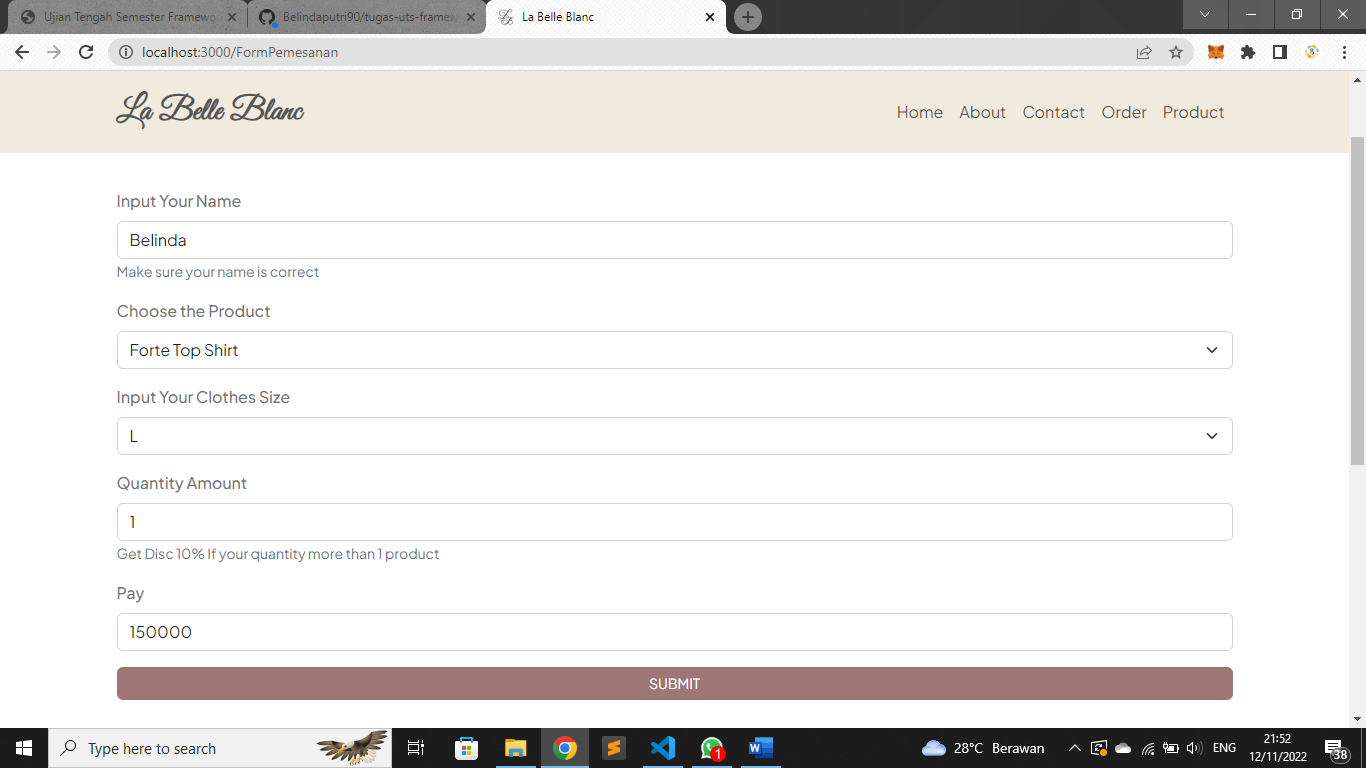 Ujian Tengah Semester Framewo
Belindaputri90/tugas-uts-framew
La Belle Blanc
localhost:3000/FormPemesanan
La Belle Blanc
Home About Contact Order Product
Input Your Name
Belinda
Make sure your name is correct
Choose the Product
Forte Top Shirt
Input Your Clothes Size
L
Quantity Amount
1
Get Disc 10% If your quantity more than 1 product
Pay
150000
SUBMIT
Type here to search
1
28°C Berawan
ENG
21:52
12/11/2022
38